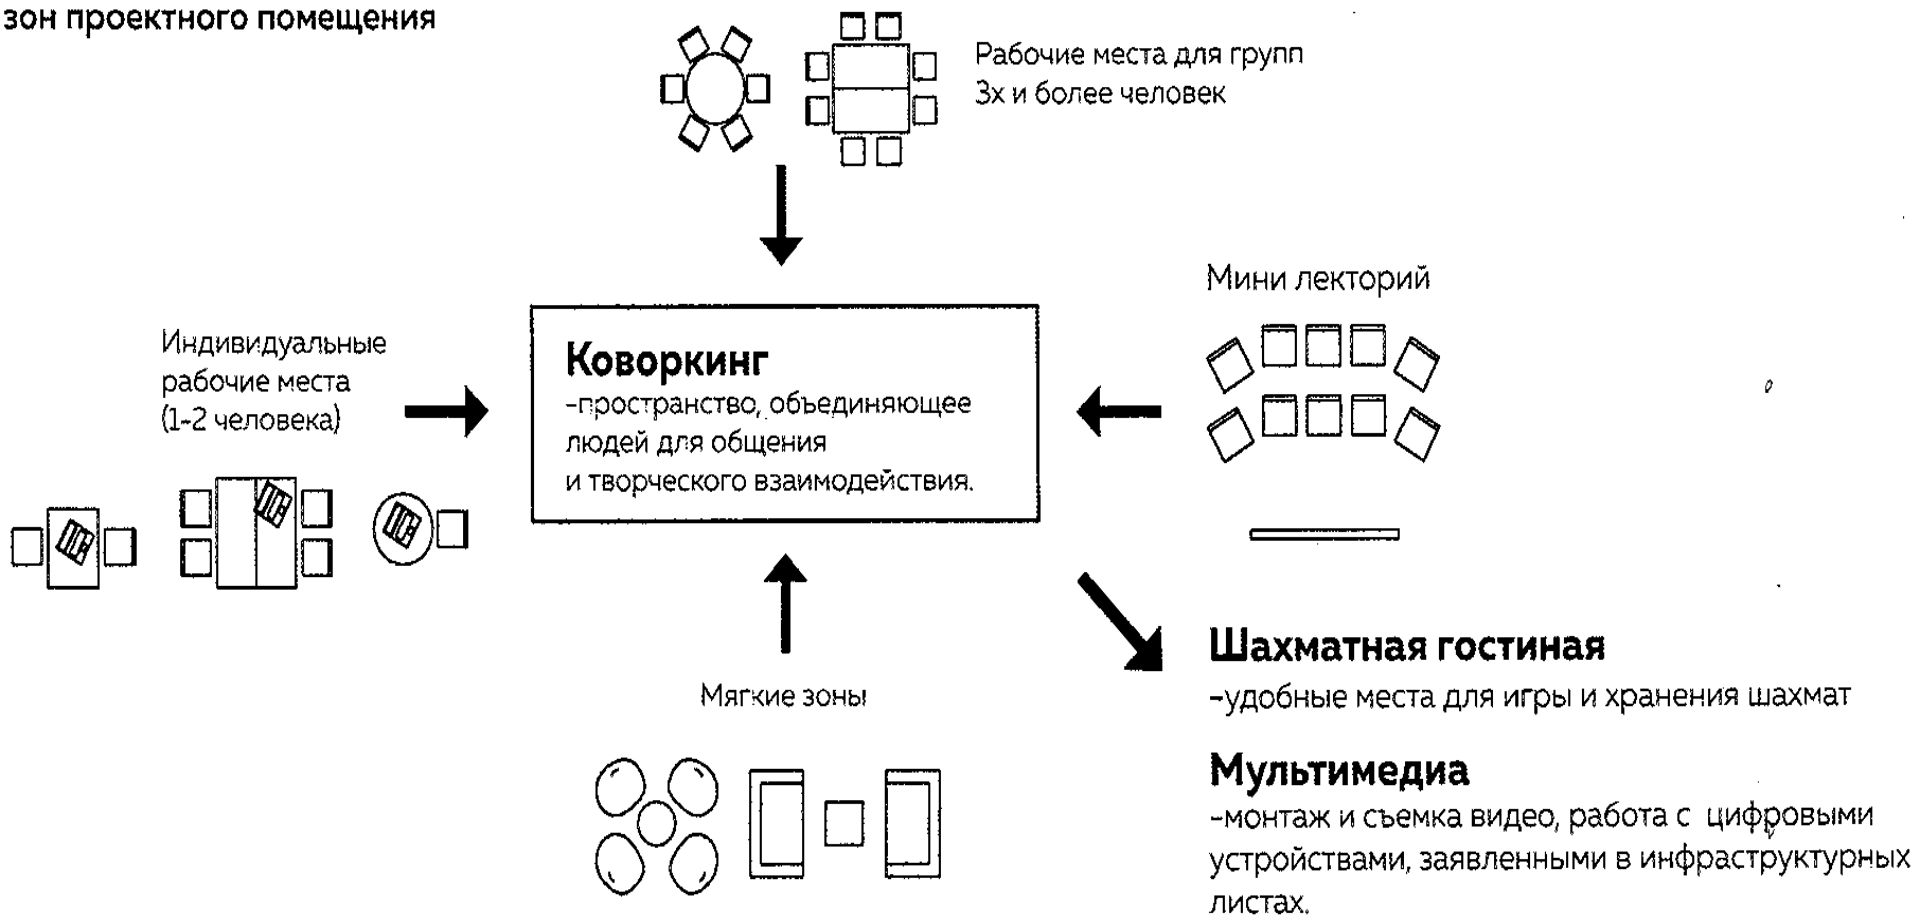 зон проектного помещения
Рабочие места для групп
3х и более человек
Мини лекторий
Индивидуальные
рабочие места
(1-2 человека)
Коворкинг
-пространство, объединяющее
людей для общения
и творческого взаимодействия.
Мягкие зоны
Шахматная гостиная
-удобные места для игры и хранения шахмат
Мультимедиа
-монтаж и съемка видео, работа с цифровыми
устройствами, заявленными в инфраструктурных
листах.